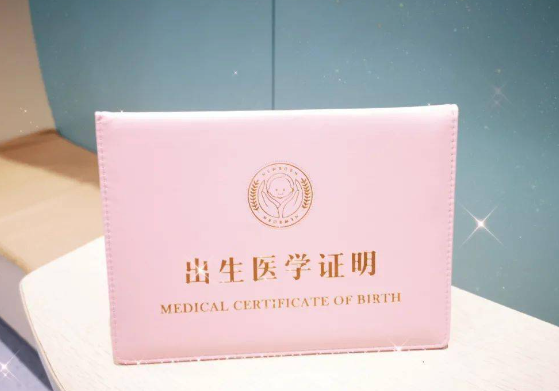 出生医学证明
MEDICAL CERTIFICATE OF BIRTH